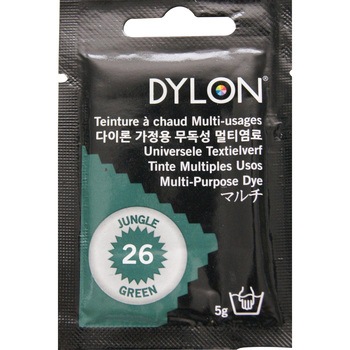 DYLON
Teinture à chaud Multi-usages
다이론 가정용 무독성 멀티염료
Universele Textielverf
Tinte Multiples Usos
Multi-Purpose Dye
マルチ
JUNGLE
26
GREEN
5g